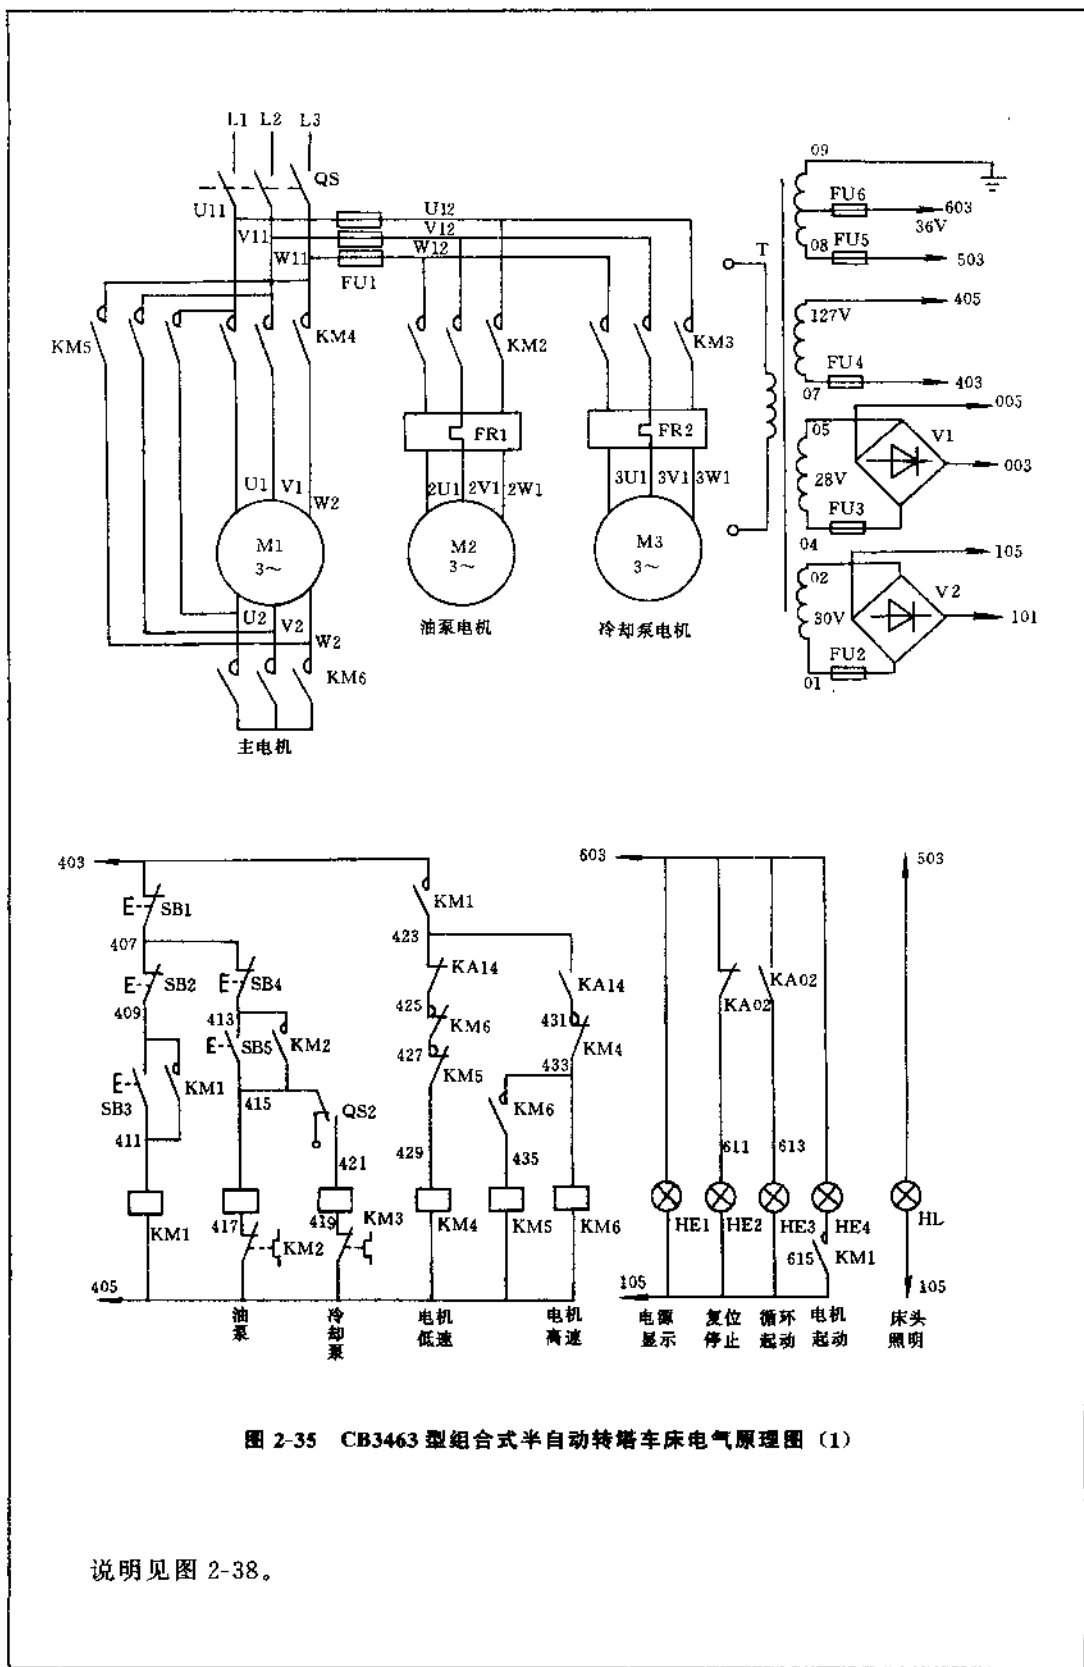 L1 L2 L3
QS
U11
V11
W11
U12
V12
W12
FU1
KM5
KM4
KM2
KM3
FR1
FR2
U1 V1 W2
2U1 2V1 2W1
3U1 3V1 3W1
M1
3～
M2
3～
M3
3～
U2
V2
W2
KM6
主电机
油泵电机
冷却泵电机
T
09
FU6
603
36V
08
FU5
503
405
127V
FU4
07
403
005
05
V1
28V
003
FU3
04
105
02
V2
30V
101
FU2
01
403
SB1
407
SB2
SB4
409
413
SB5
KM2
SB3
KM1
415
411
QS2
421
KM1
417
KM2
419
KM3
405
油泵
冷却泵
KM1
423
KA14
KA14
425
KM6
431
427
KM5
KM4
433
KM6
429
435
KM4
KM5
KM6
电机
低速
电机
高速
603
KA02
KA02
611
613
HE1
HE2
HE3
HE4
615
KM1
105
电源
显示
复位
停止
循环
起动
电机
起动
503
HL
105
床头
照明
图 2-35 CB3463 型组合式半自动转塔车床电气原理图（1）
说明见图 2-38。